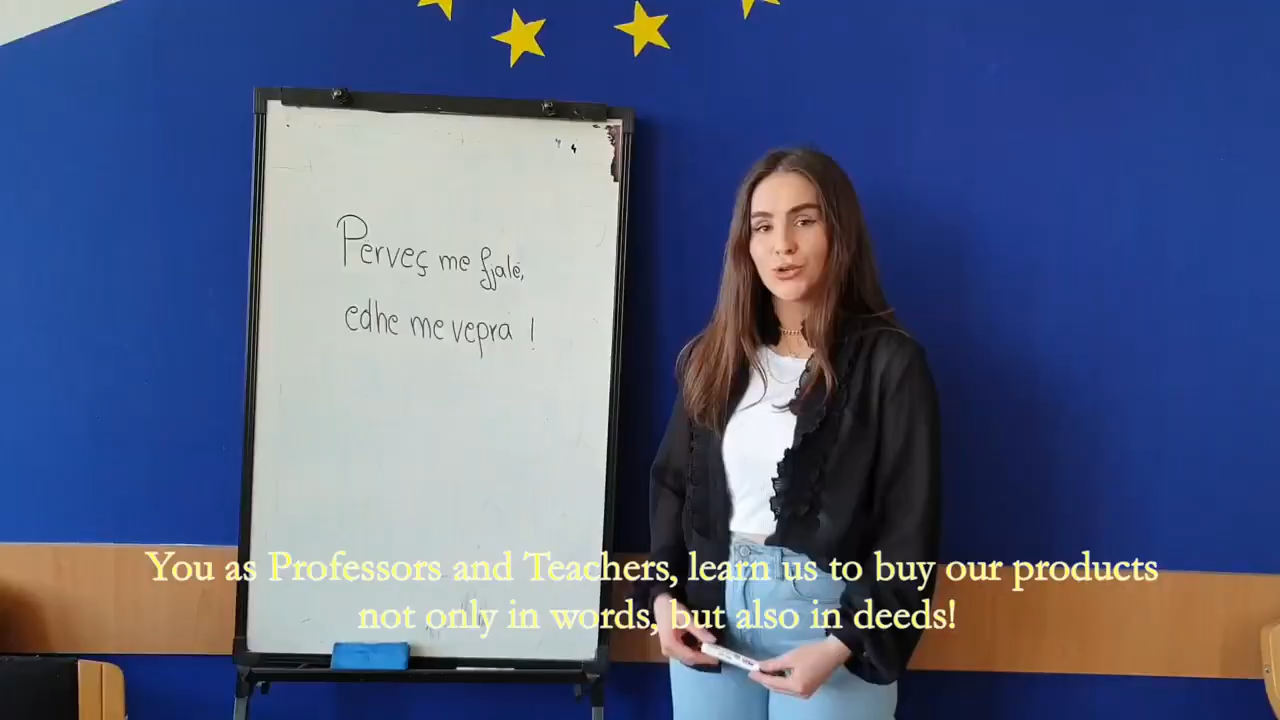 Perveç me fjalë,
edhe me vepra !
You as Professors and Teachers, learn us to buy our products
not only in words, but also in deeds!